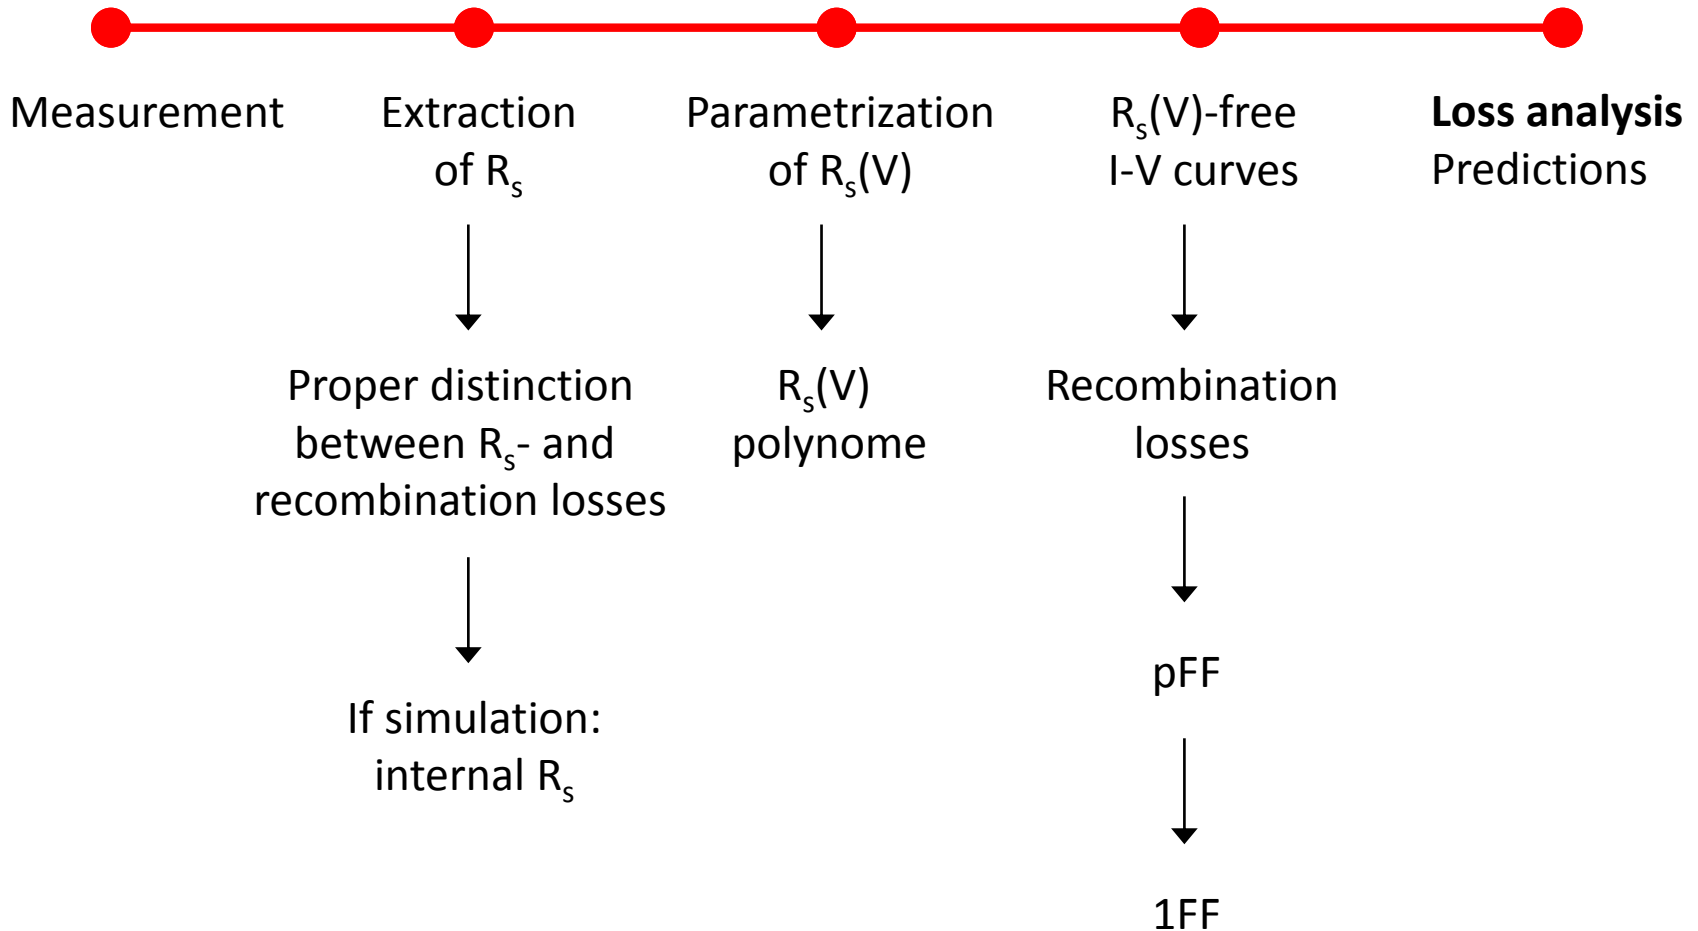 Measurement
Extraction
of Rₛ
Parametrization
of Rₛ(V)
Rₛ(V)-free
I-V curves
Loss analysis
Predictions
Proper distinction
between Rₛ- and
recombination losses
If simulation:
internal Rₛ
Rₛ(V)
polynome
Recombination
losses
pFF
1FF